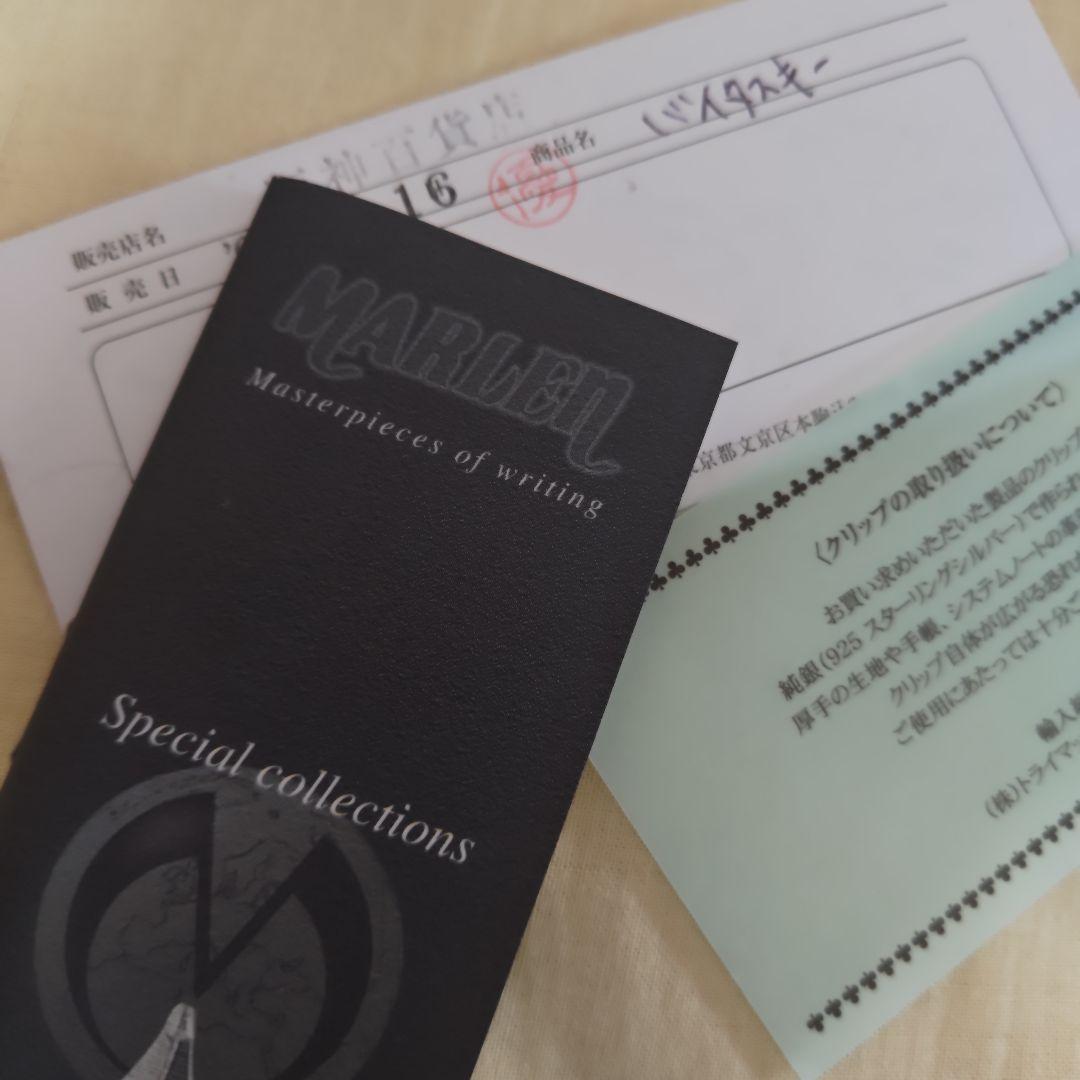 百貨店
販売店名
商品名 バイタスキー
販売日
16
MARLEN
Masterpieces of writing
Special collections
京都文京区本駒込
〈クリップの取り扱いについて〉
お買い求めいただいた製品のクリップ
純銀(925 スターリングシルバー)で作られ
厚手の生地や手帳、システムノートの革
クリップ自体が広がる恐れ
ご使用にあたっては十分ご
輸入
(株)トライマッ